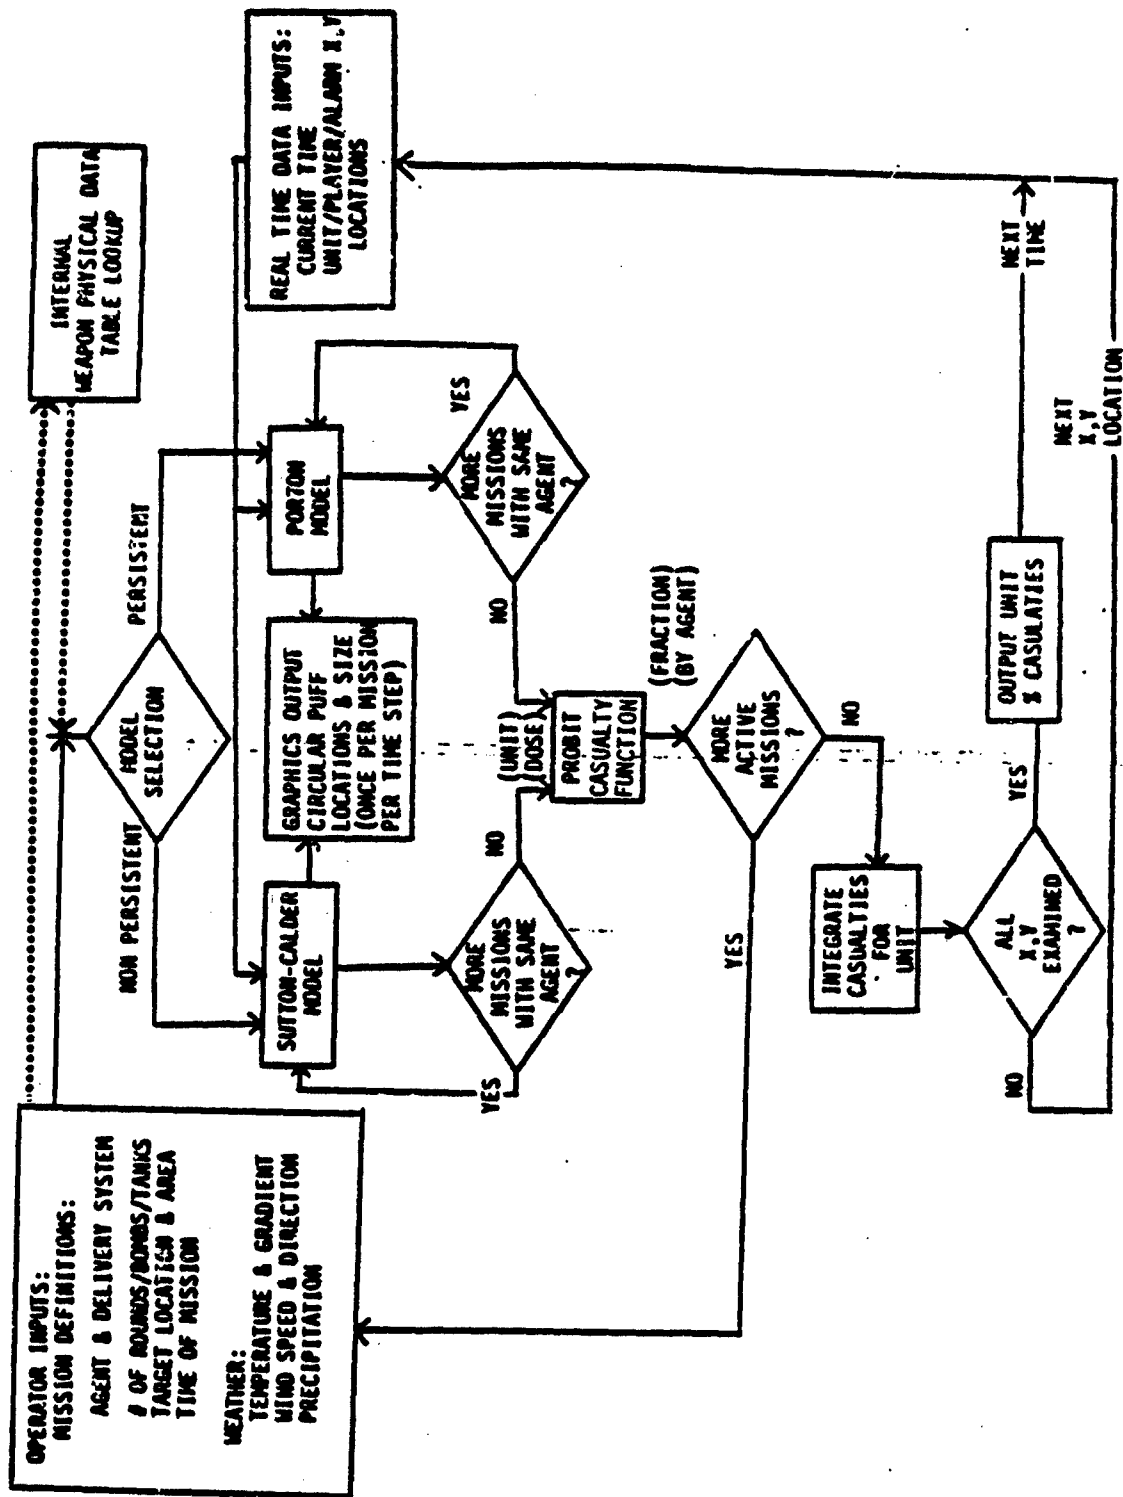 OPERATOR INPUTS:
MISSION DEFINITIONS:
AGENT & DELIVERY SYSTEM
# OF ROUNDS/BOMBS/TANKS
TARGET LOCATION & AREA
TIME OF MISSION
WEATHER:
TEMPERATURE & GRADIENT
WIND SPEED & DIRECTION
PRECIPITATION
INTERNAL
WEAPON PHYSICAL DATA
TABLE LOOKUP
MODEL
SELECTION
NON PERSISTENT
PERSISTENT
REAL TIME DATA INPUTS:
CURRENT TIME
UNIT/PLAYER/ALARM X,Y
LOCATIONS
SUTTON-CALDER
MODEL
GRAPHICS OUTPUT
CIRCULAR PUFF
LOCATIONS & SIZE
(ONCE PER MISSION
PER TIME STEP)
PORTON
MODEL
MORE
MISSIONS
WITH SAME
AGENT
?
YES
NO
MORE
MISSIONS
WITH SAME
AGENT
?
YES
NO
(UNIT)
(DOSE)
PROBIT
CASUALTY
FUNCTION
(FRACTION)
(BY AGENT)
MORE
ACTIVE
MISSIONS
?
YES
NO
INTEGRATE
CASUALTIES
FOR
UNIT
ALL
X,Y
EXAMINED
?
NO
YES
OUTPUT UNIT
% CASULATIES
NEXT
TIME
NEXT
X,Y
LOCATION